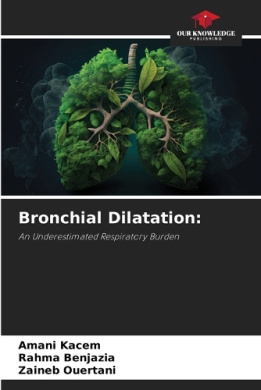 OUR KNOWLEDGE
PUBLISHING
Bronchial Dilatation:
An Underestimated Respiratory Burden
Amani Kacem
Rahma Benjazia
Zaineb Ouertani